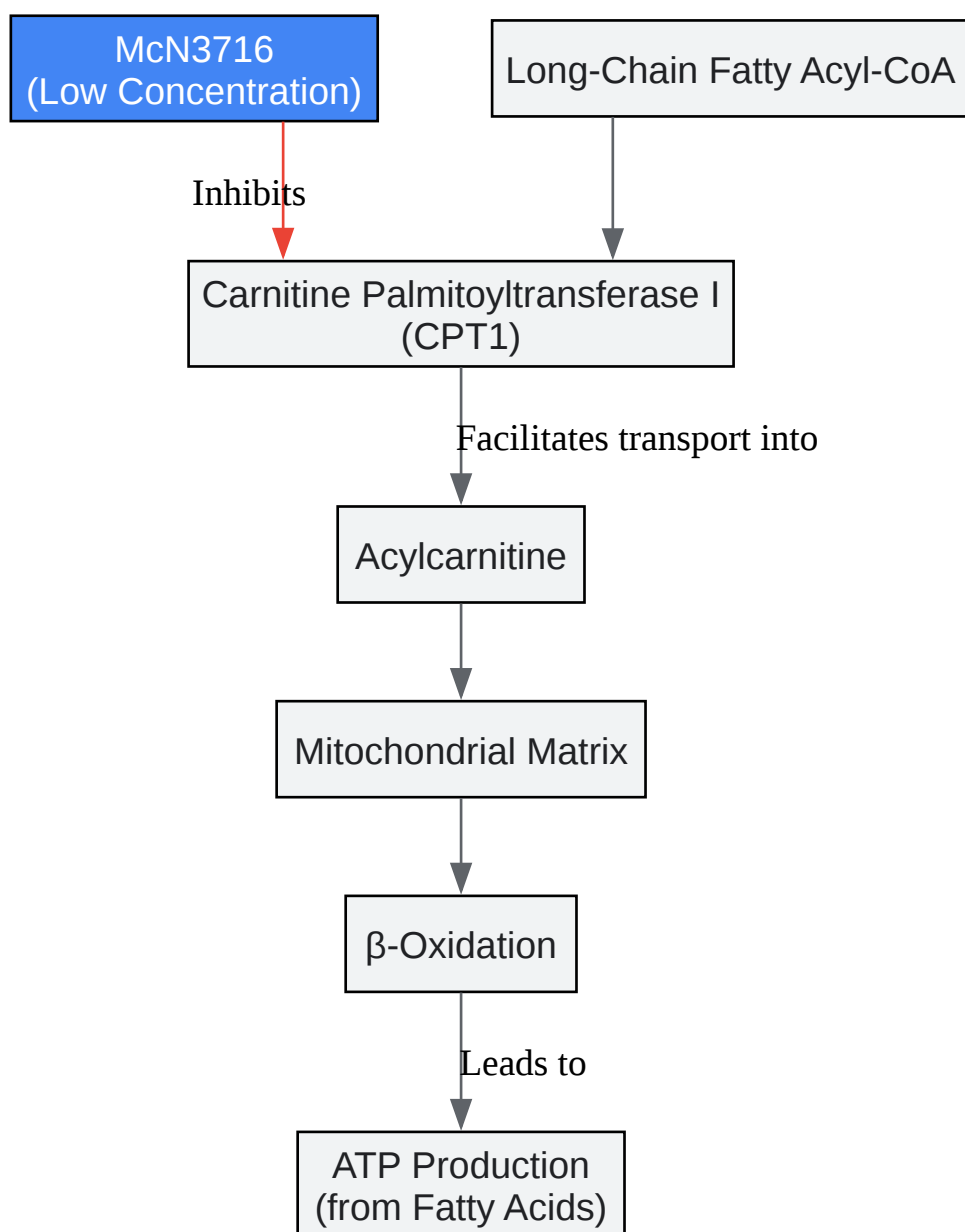 McN3716
(Low Concentration)
Long-Chain Fatty Acyl-CoA
Inhibits
Carnitine Palmitoyltransferase I
(CPT1)
Facilitates transport into
Acylcarnitine
Mitochondrial Matrix
β-Oxidation
Leads to
ATP Production
(from Fatty Acids)